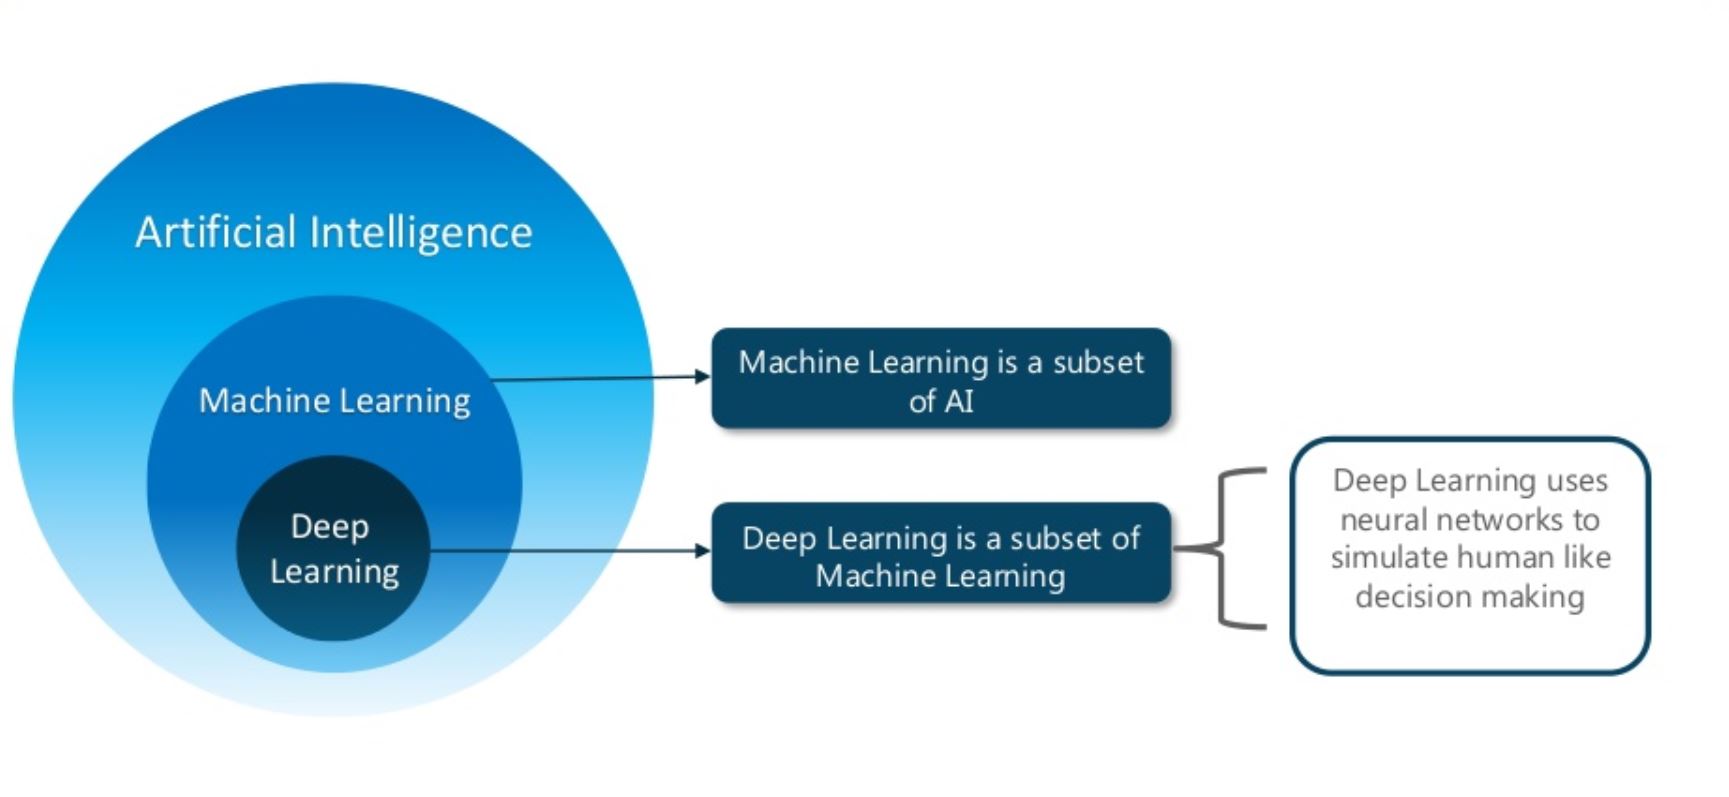 Artificial Intelligence
Machine Learning
Deep
Learning
Machine Learning is a subset
of AI
Deep Learning is a subset of
Machine Learning
Deep Learning uses
neural networks to
simulate human like
decision making